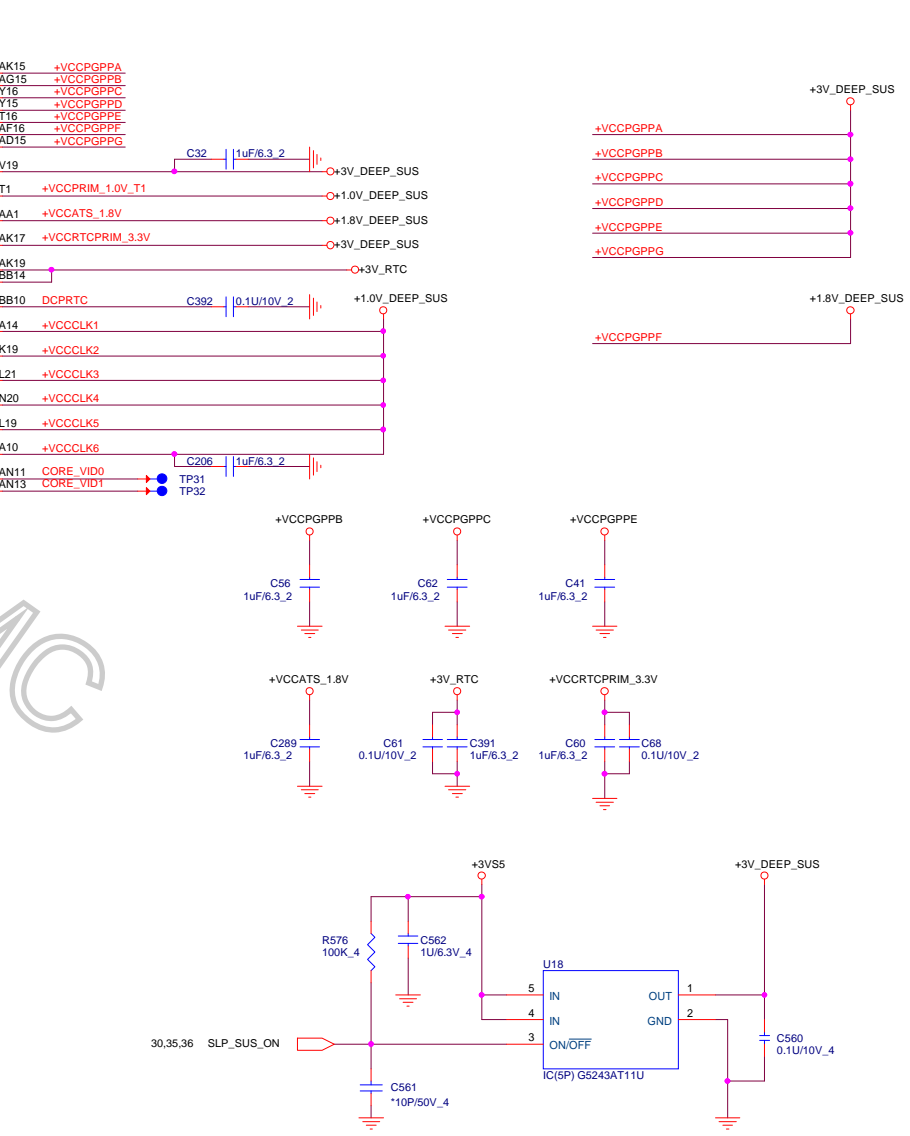 AK15 +VCCPGPPA
AG15 +VCCPGPPB
Y16 +VCCPGPPC
Y15 +VCCPGPPD
T16 +VCCPGPPE
AF16 +VCCPGPPF
AD15 +VCCPGPPG
V19 C32 1uF/6.3_2 +3V_DEEP_SUS
T1 +VCCPRIM_1.0V_T1 +1.0V_DEEP_SUS
AA1 +VCCATS_1.8V +1.8V_DEEP_SUS
AK17 +VCCRTCPRIM_3.3V +3V_DEEP_SUS
AK19 +3V_RTC
BB14
BB10 DCPRTC C392 0.1U/10V_2 +1.0V_DEEP_SUS
A14 +VCCCLK1
K19 +VCCCLK2
L21 +VCCCLK3
N20 +VCCCLK4
L19 +VCCCLK5
A10 +VCCCLK6
C206 1uF/6.3_2
AN11 CORE_VID0 TP31
AN13 CORE_VID1 TP32
+3V_DEEP_SUS
+VCCPGPPA
+VCCPGPPB
+VCCPGPPC
+VCCPGPPD
+VCCPGPPE
+VCCPGPPG
+1.8V_DEEP_SUS
+VCCPGPPF
+VCCPGPPB +VCCPGPPC +VCCPGPPE
C56 C62 C41
1uF/6.3_2 1uF/6.3_2 1uF/6.3_2
MC
+VCCATS_1.8V +3V_RTC +VCCRTCPRIM_3.3V
C289 C61 C391 C60 C68
1uF/6.3_2 0.1U/10V_2 1uF/6.3_2 1uF/6.3_2 0.1U/10V_2
+3VS5 +3V_DEEP_SUS
R576 C562
100K_4 1U/6.3V_4
U18
5 IN OUT 1
4 IN GND 2
3 ON/OFF
IC(5P) G5243AT11U
30,35,36 SLP_SUS_ON
C560
0.1U/10V_4
C561
*10P/50V_4